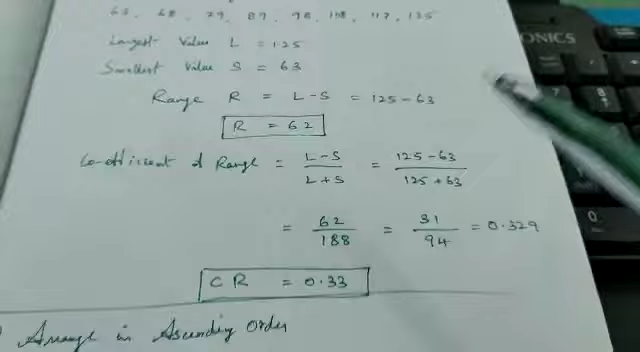 63, 68, 79, 89, 98, 108, 117, 125
Largest Value L = 125
Smallest Value S = 63
Range R = L - S = 125 - 63
R = 62
Co-efficient of Range = L-S / L+S = 125-63 / 125+63
= 62/188 = 31/94 = 0.329
CR = 0.33
Arrange in Ascending Order
ONICS